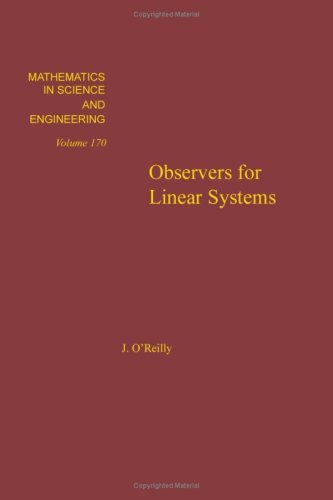 MATHEMATICS
IN SCIENCE
AND
ENGINEERING
Volume 170
Observers for
Linear Systems
J. O'Reilly
Copyrighted Material
Copyrighted Material